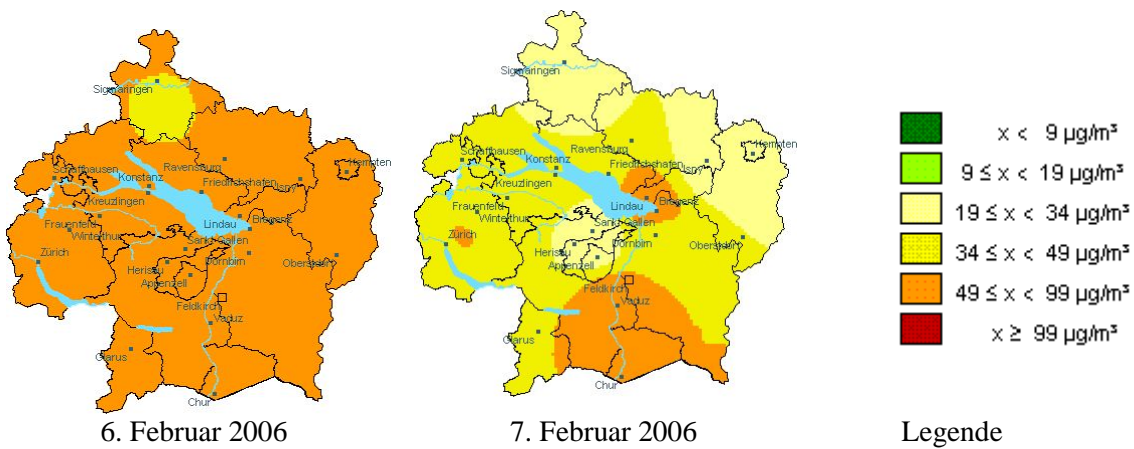 Sigmaringen
Schaffhausen
Konstanz
Ravensburg
Kempten
Friedrichshafen
Isny
Kreuzlingen
Frauenfeld
Winterthur
Lindau
Bregenz
Zürich
Sankt Gallen
Dornbirn
Oberstdorf
Herisau
Appenzell
Feldkirch
Vaduz
Glarus
Chur
6. Februar 2006
Sigmaringen
Schaffhausen
Konstanz
Ravensburg
Kempten
Friedrichshafen
Isny
Kreuzlingen
Frauenfeld
Winterthur
Lindau
Bregenz
Zürich
Sankt Gallen
Dornbirn
Oberstdorf
Herisau
Appenzell
Feldkirch
Vaduz
Glarus
Chur
7. Februar 2006
x < 9 µg/m³
9 ≤ x < 19 µg/m³
19 ≤ x < 34 µg/m³
34 ≤ x < 49 µg/m³
49 ≤ x < 99 µg/m³
x ≥ 99 µg/m³
Legende